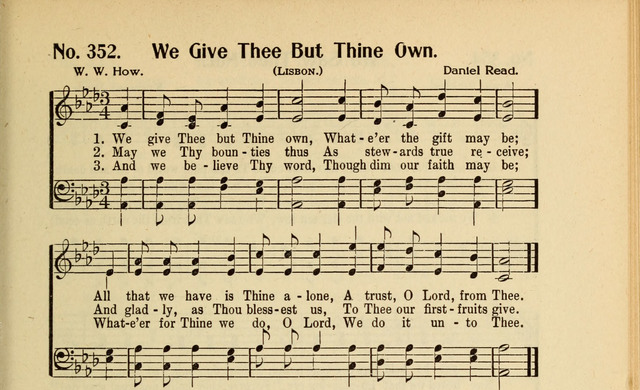 No. 352. We Give Thee But Thine Own.
W. W. How. (LISBON.) Daniel Read.
1. We give Thee but Thine own, What - e'er the gift may be;
2. May we Thy boun - ties thus As stew - ards true re - ceive;
3. And we be - lieve Thy word, Though dim our faith may be;
All that we have is Thine a - lone, A trust, O Lord, from Thee.
And glad - ly, as Thou bless - est us, To Thee our first - fruits give.
What - e'er for Thine we do, O Lord, We do it un - to Thee.